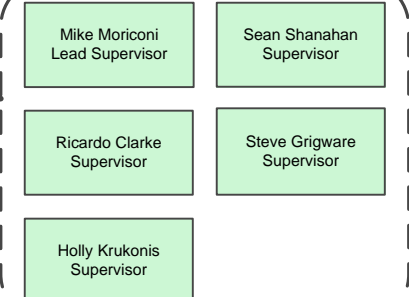 Mike Moriconi
Lead Supervisor
Sean Shanahan
Supervisor
Ricardo Clarke
Supervisor
Steve Grigware
Supervisor
Holly Krukonis
Supervisor